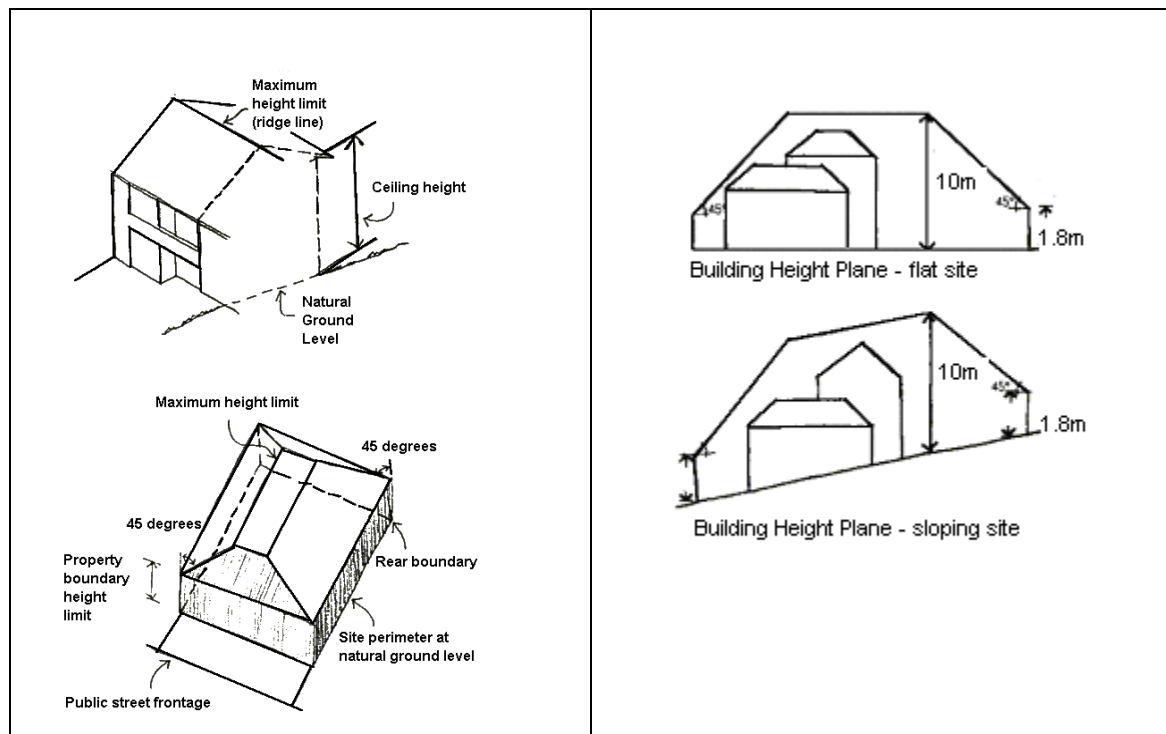 Maximum
height limit
(ridge line)
Ceiling height
Natural
Ground
Level
Maximum height limit
45 degrees
45 degrees
Property
boundary
height
limit
Rear boundary
Site perimeter at
natural ground level
Public street frontage
10m
45°
45°
1.8m
Building Height Plane - flat site
10m
45°
1.8m
Building Height Plane - sloping site